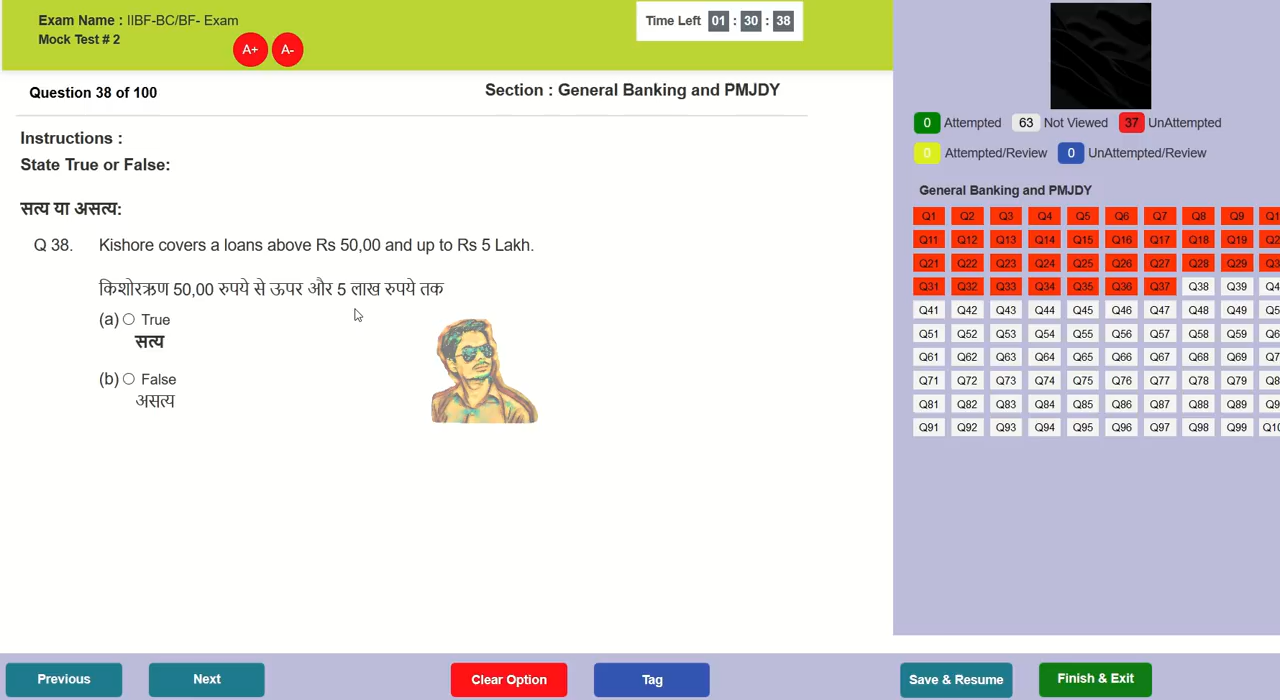 Exam Name : IIBF-BC/BF- Exam
Mock Test # 2
A+ A-
Time Left 01 : 30 : 38
Question 38 of 100
Section : General Banking and PMJDY
Instructions :
State True or False:
सत्य या असत्य:
Q 38. Kishore covers a loans above Rs 50,00 and up to Rs 5 Lakh.
किशोरऋण 50,00 रुपये से ऊपर और 5 लाख रुपये तक
(a) True
सत्य
(b) False
असत्य
0 Attempted 63 Not Viewed 37 UnAttempted
0 Attempted/Review 0 UnAttempted/Review
General Banking and PMJDY
Q1 Q2 Q3 Q4 Q5 Q6 Q7 Q8 Q9
Q11 Q12 Q13 Q14 Q15 Q16 Q17 Q18 Q19
Q21 Q22 Q23 Q24 Q25 Q26 Q27 Q28 Q29
Q31 Q32 Q33 Q34 Q35 Q36 Q37 Q38 Q39
Q41 Q42 Q43 Q44 Q45 Q46 Q47 Q48 Q49
Q51 Q52 Q53 Q54 Q55 Q56 Q57 Q58 Q59
Q61 Q62 Q63 Q64 Q65 Q66 Q67 Q68 Q69
Q71 Q72 Q73 Q74 Q75 Q76 Q77 Q78 Q79
Q81 Q82 Q83 Q84 Q85 Q86 Q87 Q88 Q89
Q91 Q92 Q93 Q94 Q95 Q96 Q97 Q98 Q99
Previous Next Clear Option Tag Save & Resume Finish & Exit